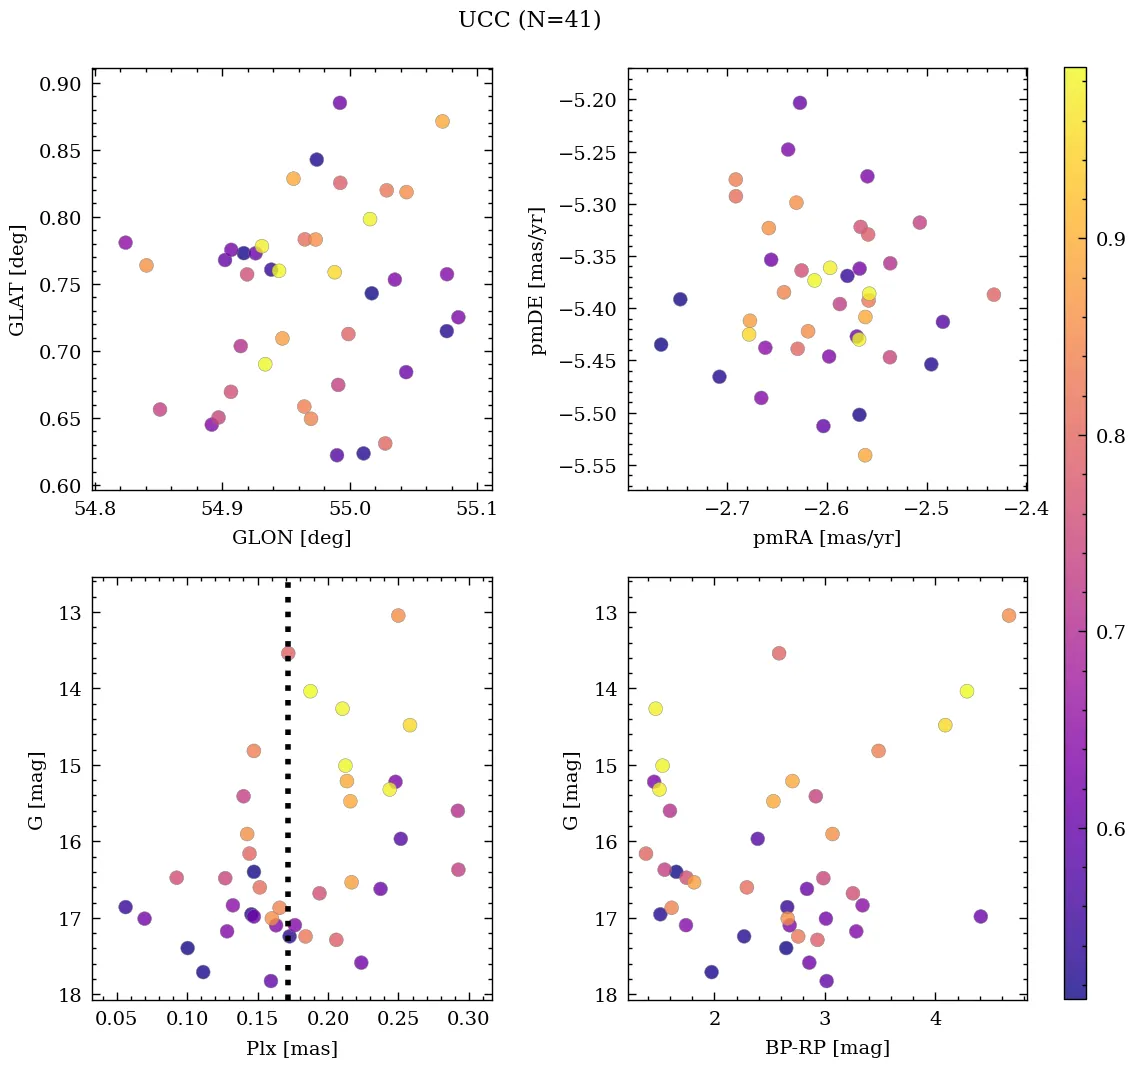 UCC (N=41)
0.90
0.85
0.80
0.75
0.70
0.65
0.60
GLAT [deg]
54.8 54.9 55.0 55.1
GLON [deg]
−5.20
−5.25
−5.30
−5.35
−5.40
−5.45
−5.50
−5.55
pmDE [mas/yr]
−2.7 −2.6 −2.5 −2.4
pmRA [mas/yr]
13
14
15
16
17
18
G [mag]
0.05 0.10 0.15 0.20 0.25 0.30
Plx [mas]
13
14
15
16
17
18
G [mag]
2 3 4
BP-RP [mag]
0.9
0.8
0.7
0.6